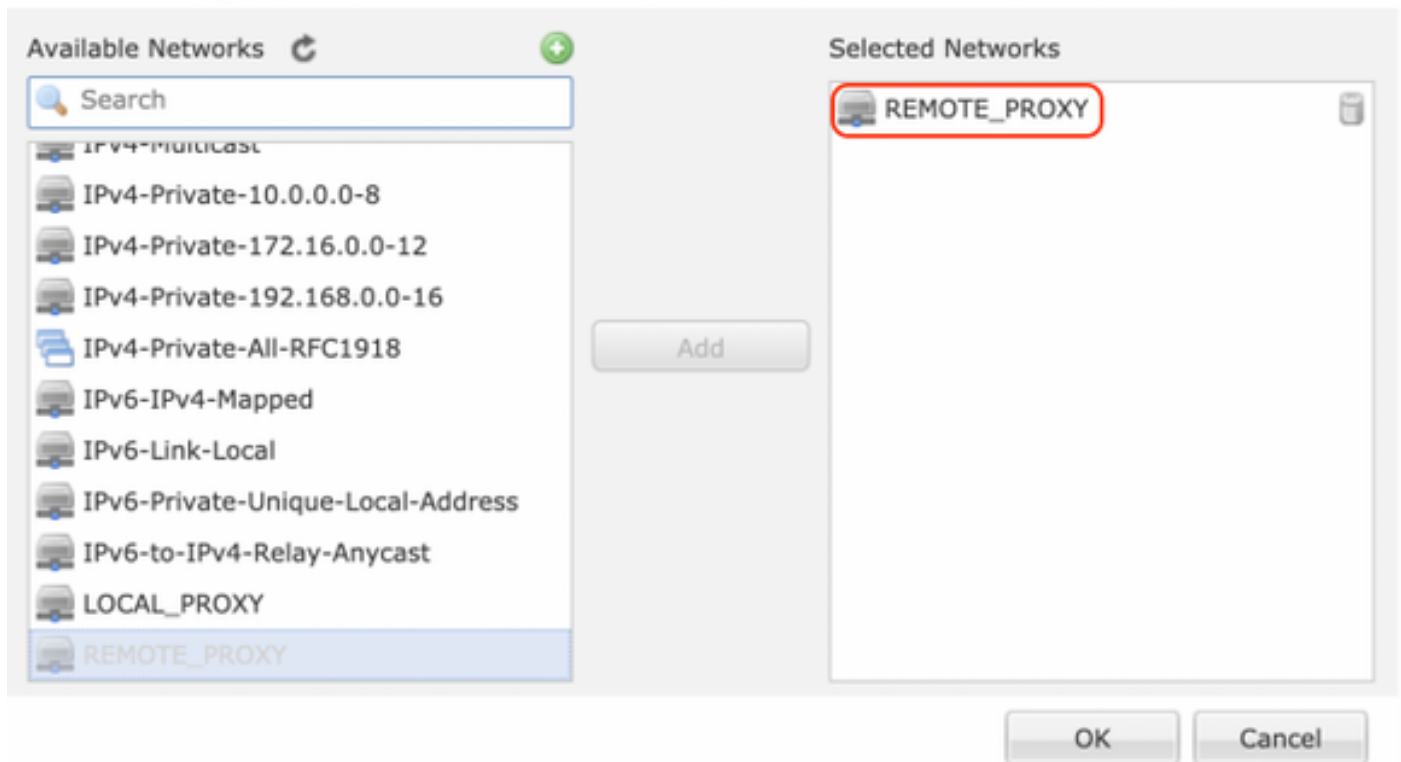 Available Networks
Search
IPv4-Multicast
IPv4-Private-10.0.0.0-8
IPv4-Private-172.16.0.0-12
IPv4-Private-192.168.0.0-16
IPv4-Private-All-RFC1918
IPv6-IPv4-Mapped
IPv6-Link-Local
IPv6-Private-Unique-Local-Address
IPv6-to-IPv4-Relay-Anycast
LOCAL_PROXY
REMOTE_PROXY
Add
Selected Networks
REMOTE_PROXY
OK
Cancel